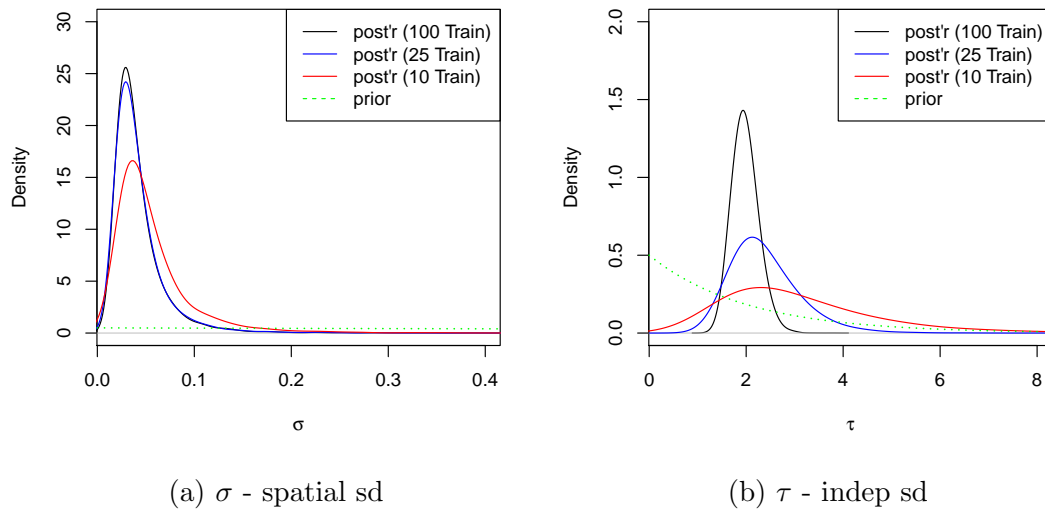 30
25
20
15
10
5
0
Density
0.0 0.1 0.2 0.3 0.4
σ
post'r (100 Train)
post'r (25 Train)
post'r (10 Train)
prior
(a) σ - spatial sd
2.0
1.5
1.0
0.5
0.0
Density
0 2 4 6 8
τ
post'r (100 Train)
post'r (25 Train)
post'r (10 Train)
prior
(b) τ - indep sd